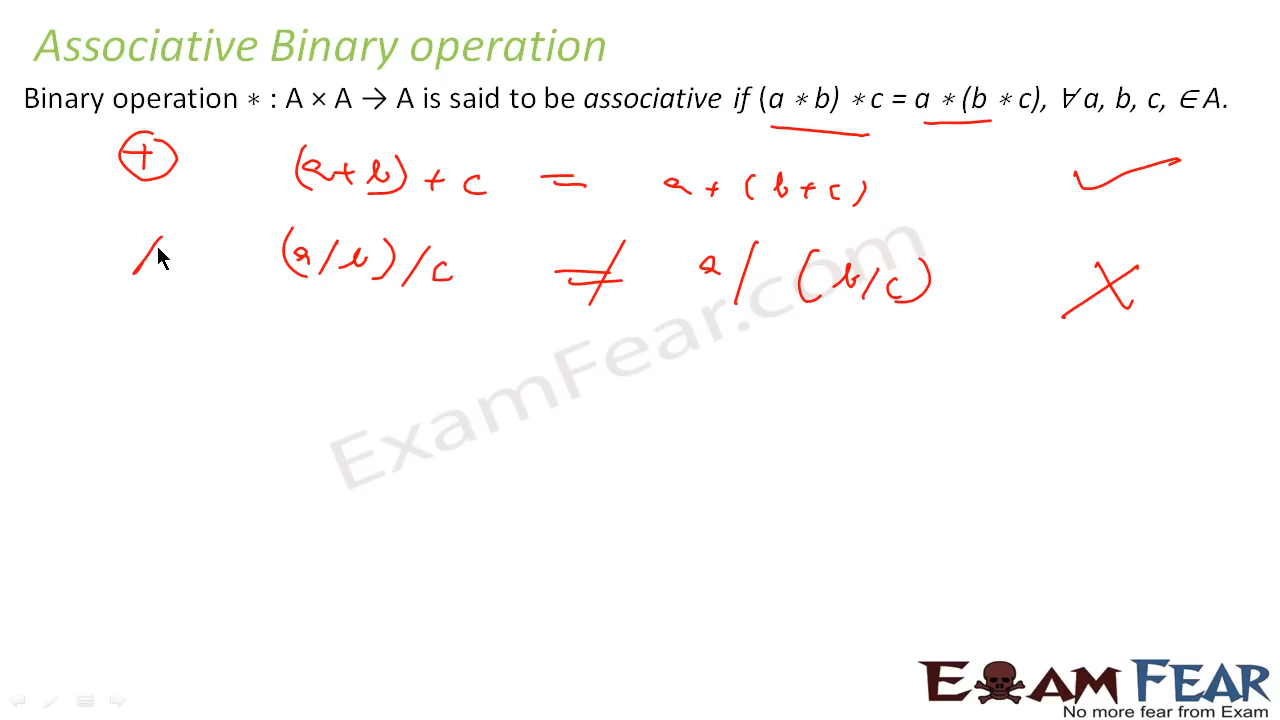 Associative Binary operation
Binary operation ∗ : A × A → A is said to be associative if (a ∗ b) ∗ c = a ∗ (b ∗ c), ∀ a, b, c, ∈ A.
+ (a + b) + c = a + (b + c) ✓
/ (a / b) / c ≠ a / (b / c) ✗
ExamFear.com
EXAM FEAR
No more fear from Exam